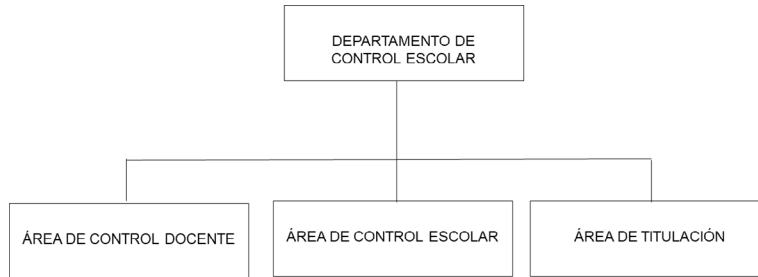 DEPARTAMENTO DE
CONTROL ESCOLAR
ÁREA DE CONTROL DOCENTE
ÁREA DE CONTROL ESCOLAR
ÁREA DE TITULACIÓN